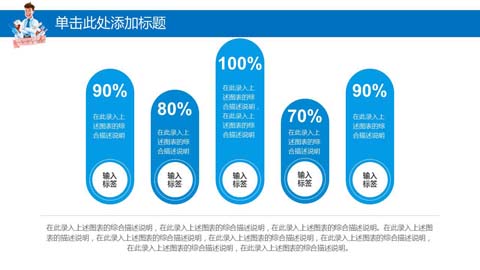 单击此处添加标题
90%
在此录入上
述图表的综
合描述说明
输入
标签
80%
在此录入上
述图表的综
合描述说明
输入
标签
100%
在此录入上
述图表的综
合描述说明，
在此录入上
述图表的综
合描述说明
输入
标签
70%
在此录入上
述图表的综
合描述说明
输入
标签
90%
在此录入上
述图表的综
合描述说明
输入
标签
在此录入上述图表的综合描述说明，在此录入上述图表的综合描述说明，在此录入上述图表的综合描述说明。在此录入上述图
表的描述说明，在此录入上述图表的综合描述说明，在此录入上述图表的综合描述说明，在此录入上述图表的综合描述说明，
在此录入上述图表的综合描述说明，在此录入上述图表的综合描述说明。